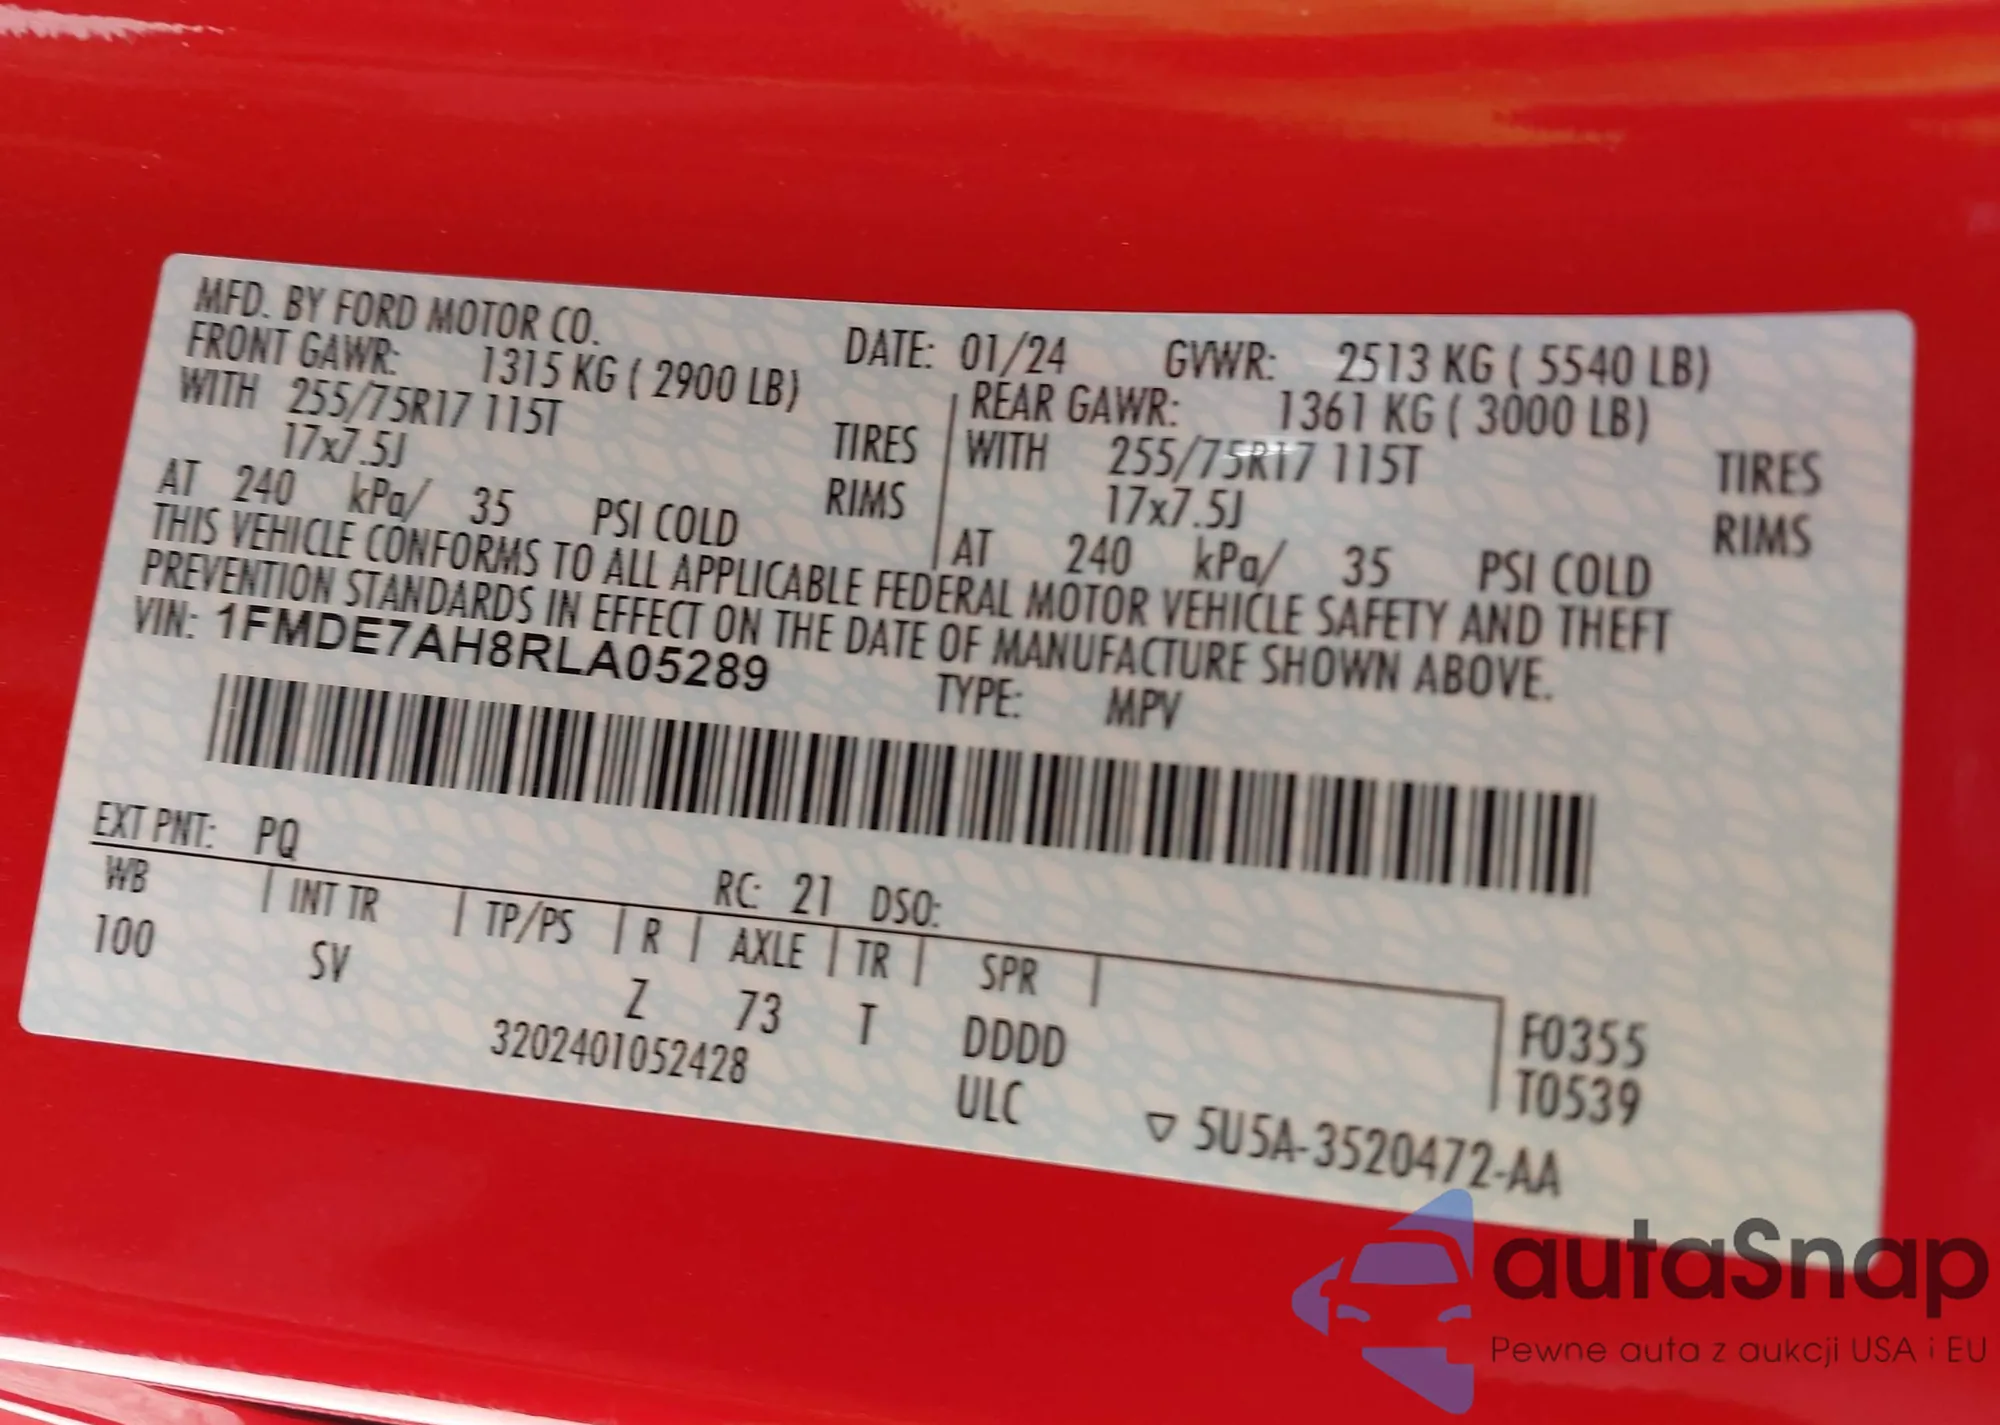 MFD. BY FORD MOTOR CO. DATE: 01/24 GVWR: 2513 KG ( 5540 LB)
FRONT GAWR: 1315 KG ( 2900 LB) REAR GAWR: 1361 KG ( 3000 LB)
WITH 255/75R17 115T TIRES WITH 255/75R17 115T TIRES
17x7.5J RIMS 17x7.5J RIMS
AT 240 kPa/ 35 PSI COLD AT 240 kPa/ 35 PSI COLD
THIS VEHICLE CONFORMS TO ALL APPLICABLE FEDERAL MOTOR VEHICLE SAFETY AND THEFT
PREVENTION STANDARDS IN EFFECT ON THE DATE OF MANUFACTURE SHOWN ABOVE.
VIN: 1FMDE7AH8RLA05289 TYPE: MPV
EXT PNT: PQ RC: 21 DSO:
WB INT TR TP/PS R AXLE TR SPR
100 SV Z 73 T DDDD F0355
3202401052428 ULC T0539
5U5A-3520472-AA
autaSnap
Pewne auta z aukcji USA i EU